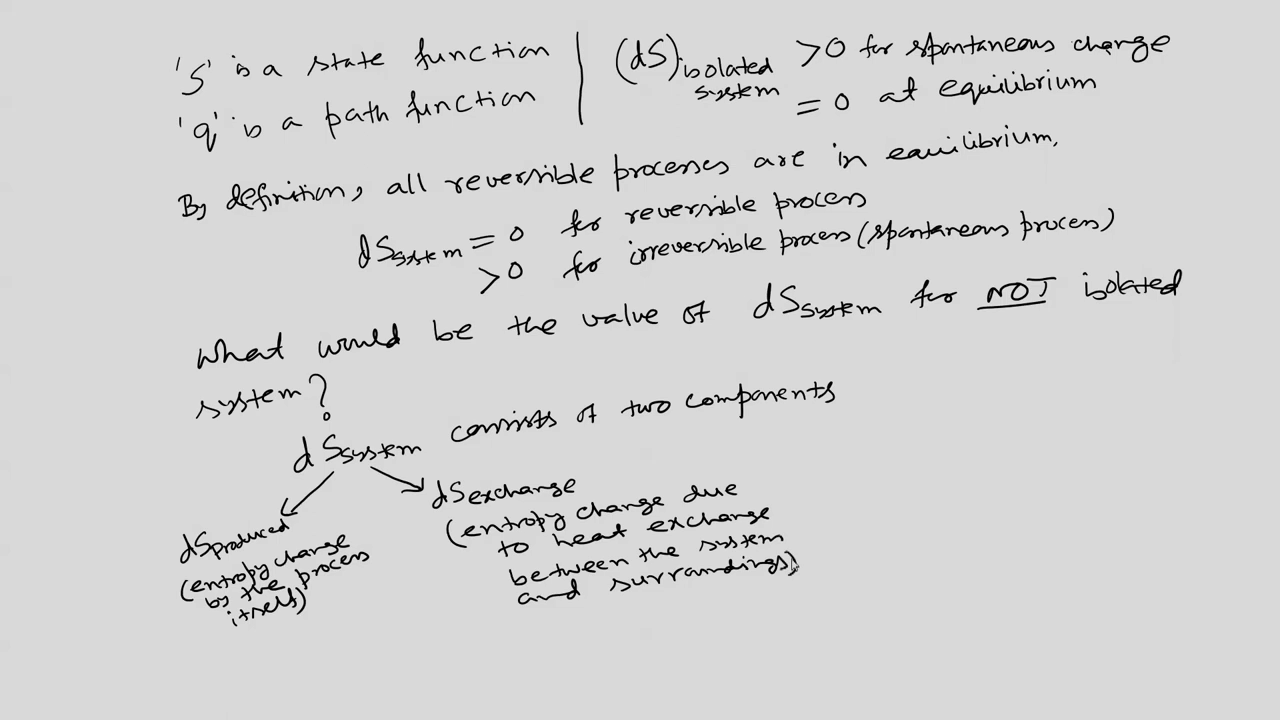 'S' is a state function
'q' is a path function
(dS)isolated system >0 for spontaneous change
= 0 at equilibrium
By definition, all reversible processes are in equilibrium.
dSsystem = 0 for reversible process
>0 for irreversible process (spontaneous process)
What would be the value of dSsystem for NOT isolated
system?
dSsystem consists of two components
dSproduced
(entropy change
by the process
itself)
dSexchange
(entropy change due
to heat exchange
between the system
and surroundings)